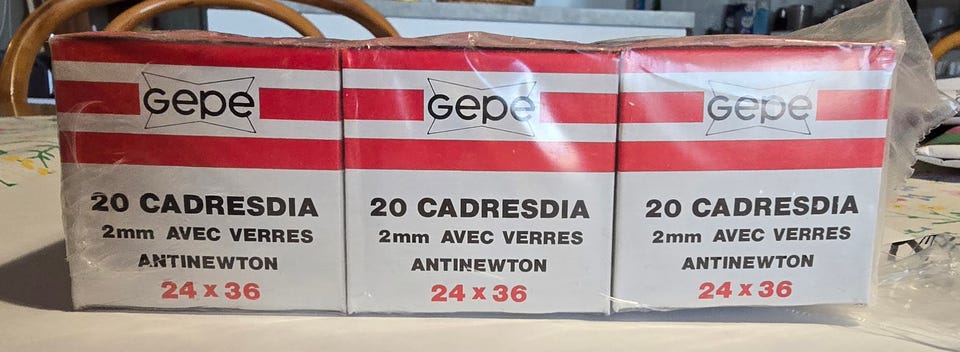 Gepe
20 CADRESDIA
2mm AVEC VERRES
ANTINEWTON
24 x 36
Gepe
20 CADRESDIA
2mm AVEC VERRES
ANTINEWTON
24 x 36
Gepe
20 CADRESDIA
2mm AVEC VERRES
ANTINEWTON
24 x 36